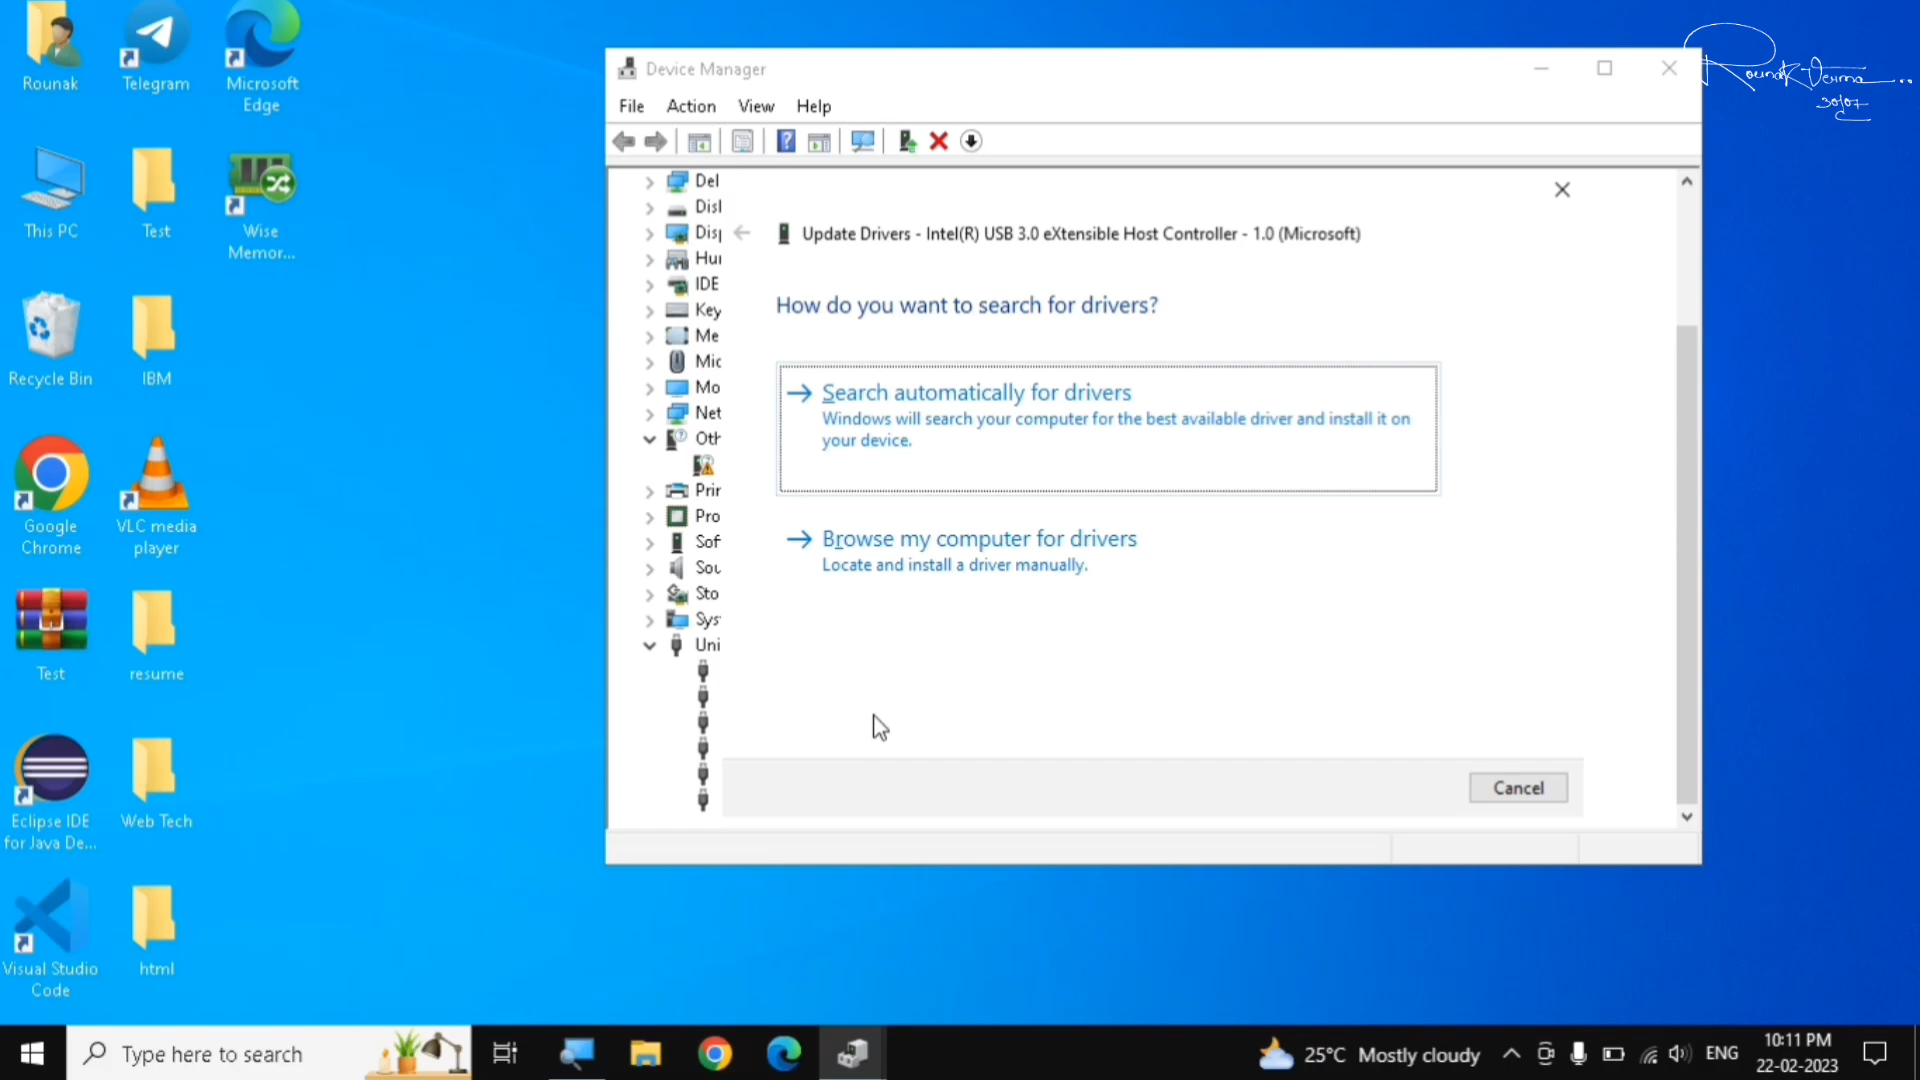 Rounak
Telegram
Microsoft
Edge
Rounak Verma
30/07
This PC
Test
Wise
Memor...
Recycle Bin
IBM
Google
Chrome
VLC media
player
Test
resume
Eclipse IDE
for Java De...
Web Tech
Visual Studio
Code
html
Device Manager
File Action View Help
Del
Disl
Disp
Hur
IDE
Key
Me
Mic
Mo
Net
Oth
Prir
Pro
Sof
Sou
Sto
Sys
Uni
Update Drivers - Intel(R) USB 3.0 eXtensible Host Controller - 1.0 (Microsoft)
How do you want to search for drivers?
Search automatically for drivers
Windows will search your computer for the best available driver and install it on
your device.
Browse my computer for drivers
Locate and install a driver manually.
Cancel
Type here to search
25°C Mostly cloudy
ENG
10:11 PM
22-02-2023